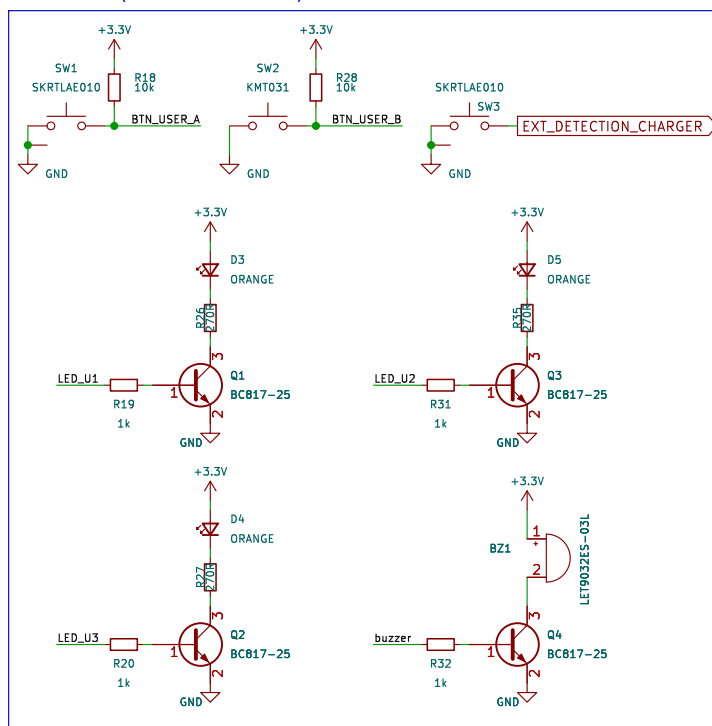 +3.3V
+3.3V
SW1
R18
SW2
R28
SKRTLAE010
10k
KMT031
10k
SKRTLAE010
SW3
BTN_USER_A
BTN_USER_B
EXT_DETECTION_CHARGER
GND
GND
GND
+3.3V
+3.3V
D3
D5
ORANGE
ORANGE
R26
270R
R35
270R
3
3
LED_U1
Q1
LED_U2
Q3
1
BC817-25
1
BC817-25
R19
2
R31
2
1k
GND
1k
GND
+3.3V
+3.3V
D4
1
ORANGE
+
BZ1
LET9032ES-03L
R27
270R
2
3
3
LED_U3
Q2
buzzer
Q4
1
BC817-25
1
BC817-25
R20
2
R32
2
1k
GND
1k
GND